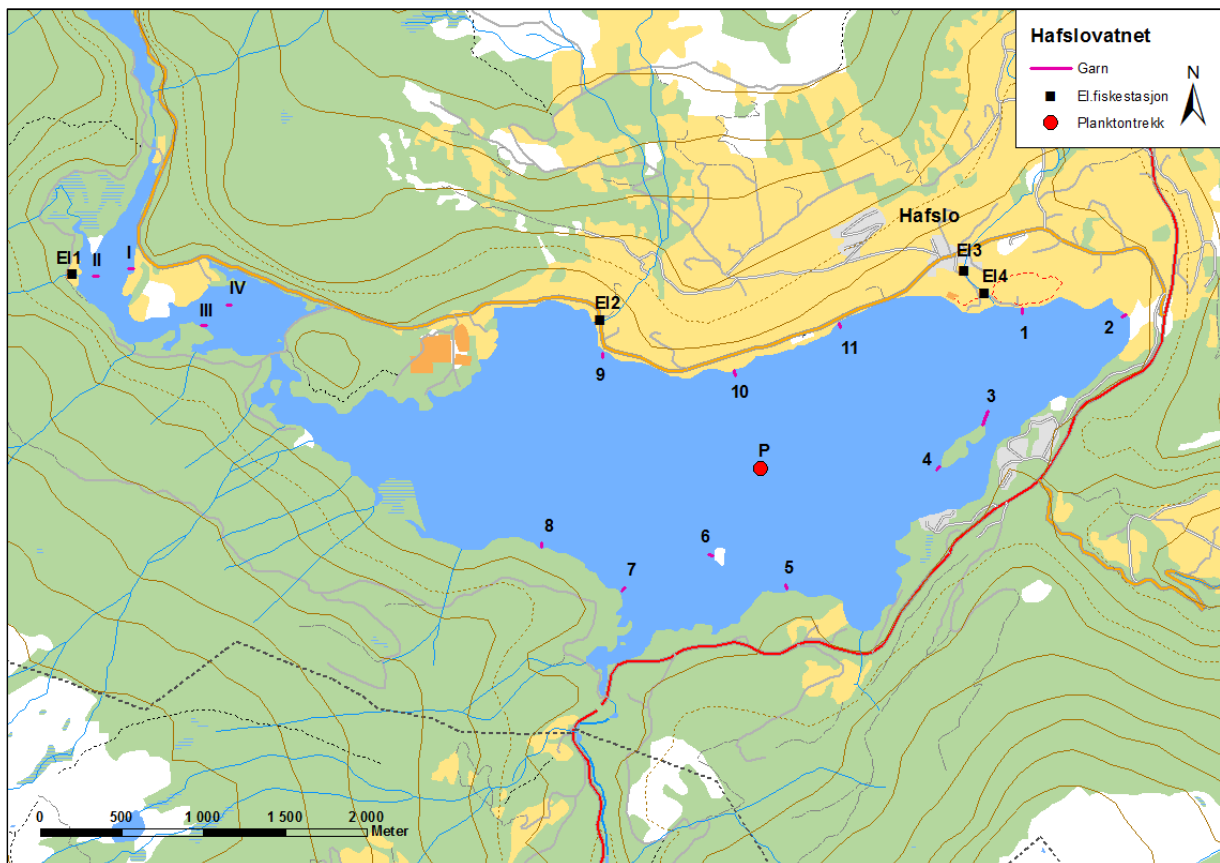 Hafslovatnet
Garn
El.fiskestasjon
Planktontrekk
N
Hafslo
El1
II
I
IV
III
El2
El3
El4
1
2
11
9
10
3
4
P
8
6
7
5
0 500 1 000 1 500 2 000
Meter